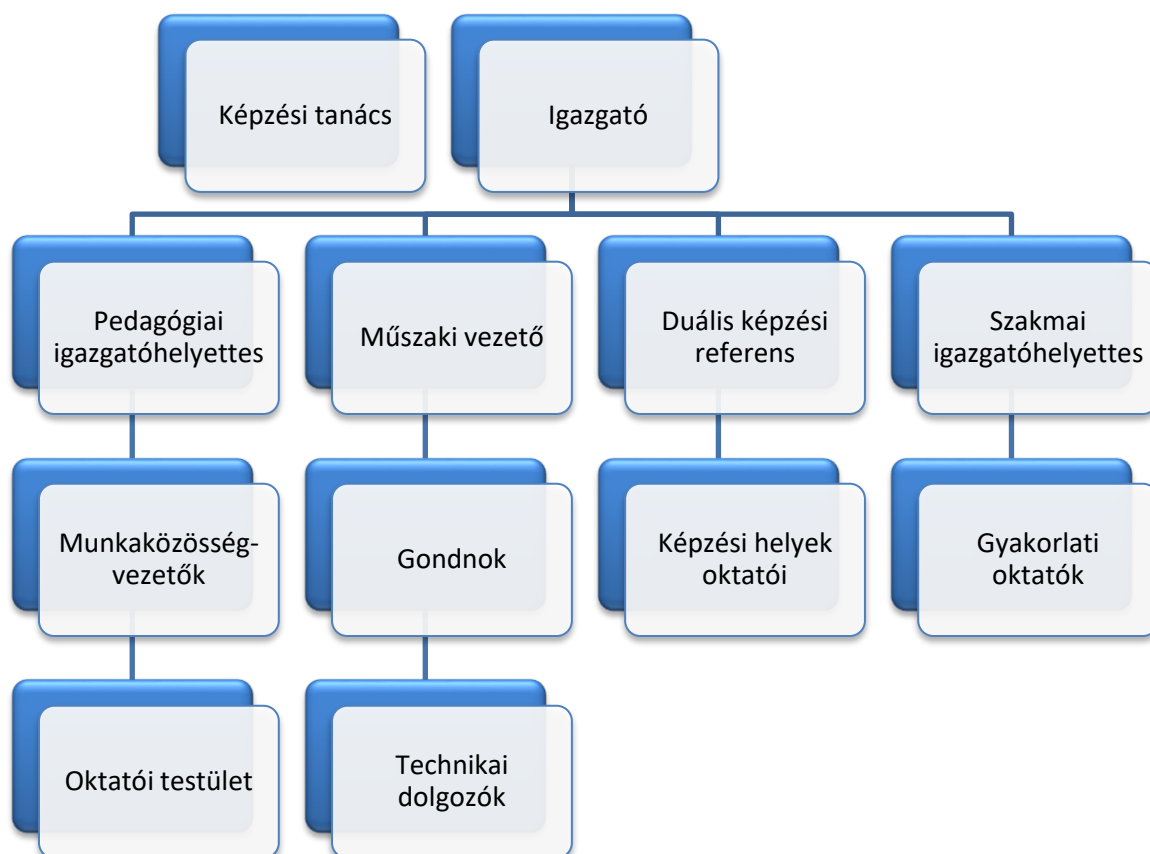 Képzési tanács
Igazgató
Pedagógiai
igazgatóhelyettes
Műszaki vezető
Duális képzési
referens
Szakmai
igazgatóhelyettes
Munkaközösség-
vezetők
Gondnok
Képzési helyek
oktatói
Gyakorlati
oktatók
Oktatói testület
Technikai
dolgozók